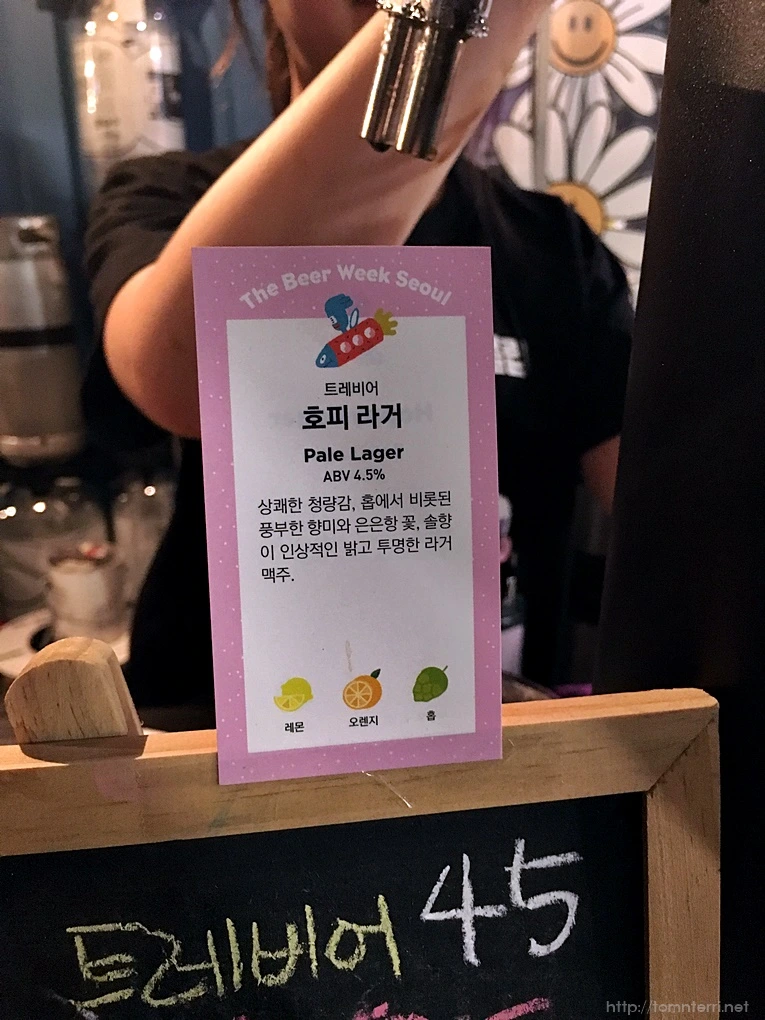 The Beer Week Seoul
트레비어
호피 라거
Pale Lager
ABV 4.5%
상쾌한 청량감, 홉에서 비롯된
풍부한 향미와 은은항 꽃, 솔향
이 인상적인 밝고 투명한 라거
맥주.
레몬 오렌지 홉
트레비어 45
http://tomnterri.net